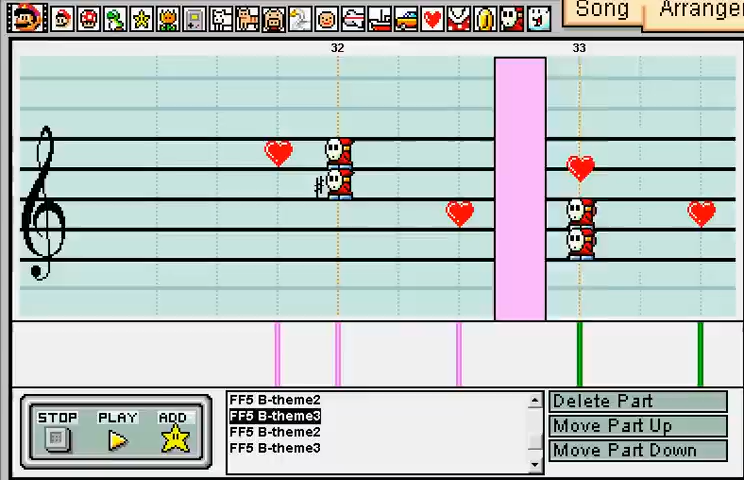 Song
Arranger
32
33
STOP PLAY ADD
FF5 B-theme2
FF5 B-theme3
FF5 B-theme2
FF5 B-theme3
Delete Part
Move Part Up
Move Part Down